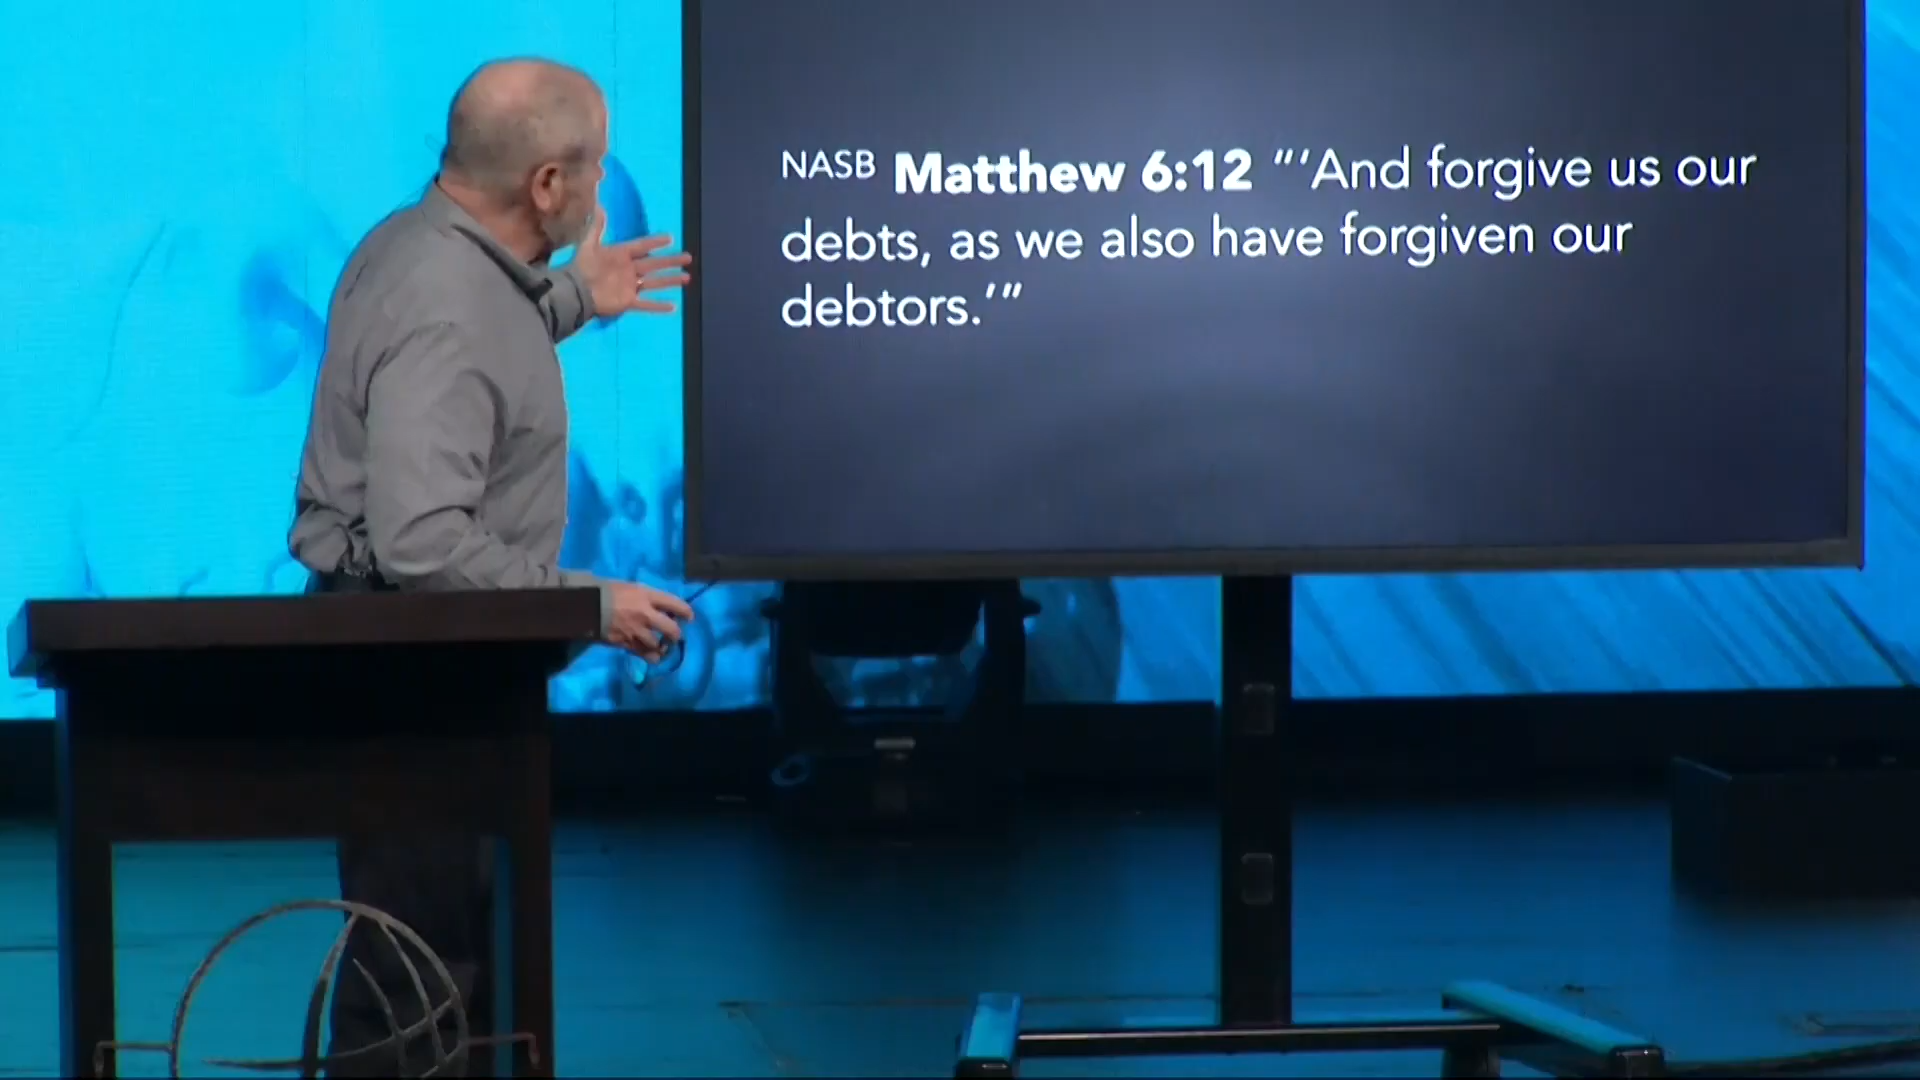 NASB Matthew 6:12 “‘And forgive us our
debts, as we also have forgiven our
debtors.’”